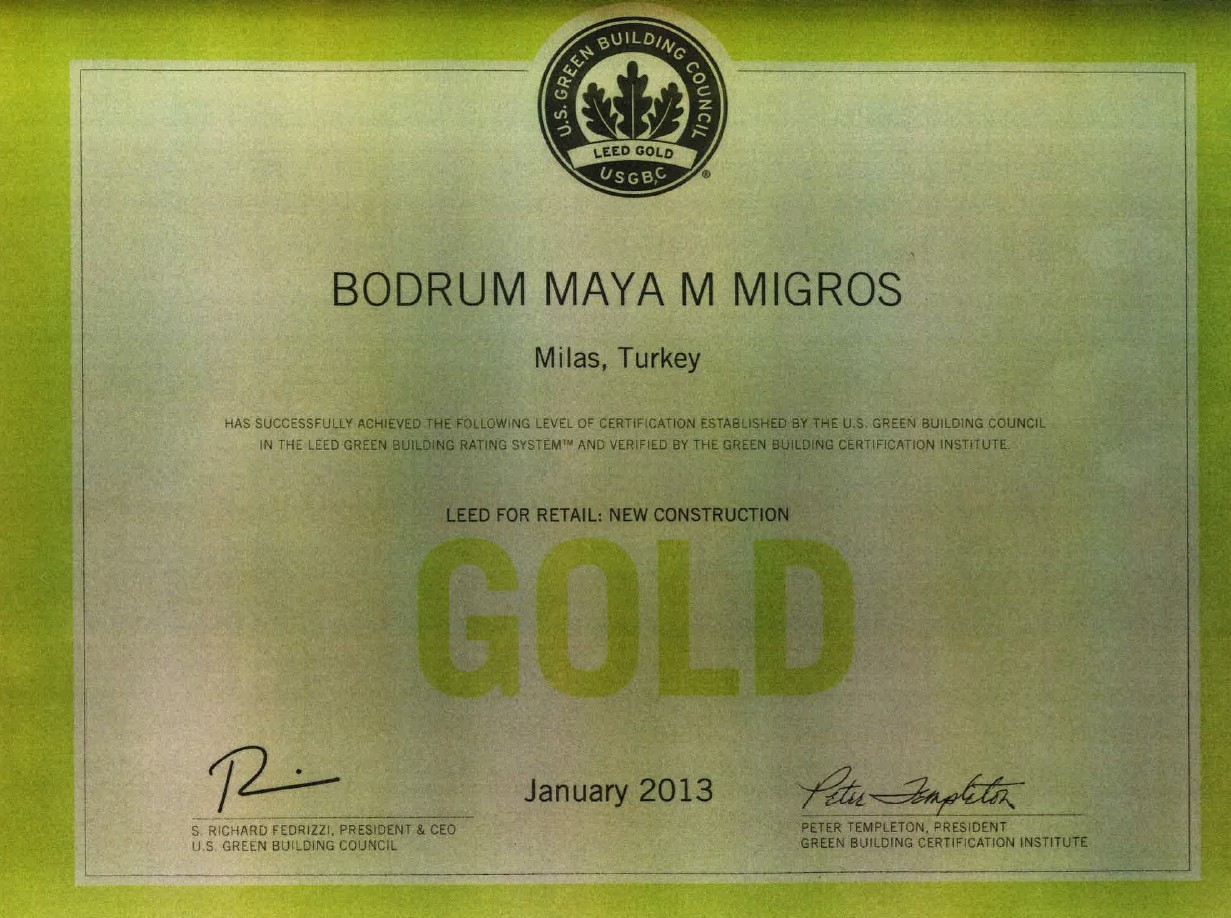 U.S. GREEN BUILDING COUNCIL
LEED GOLD
USGBC
®
BODRUM MAYA M MIGROS
Milas, Turkey
HAS SUCCESSFULLY ACHIEVED THE FOLLOWING LEVEL OF CERTIFICATION ESTABLISHED BY THE U.S. GREEN BUILDING COUNCIL
IN THE LEED GREEN BUILDING RATING SYSTEM™ AND VERIFIED BY THE GREEN BUILDING CERTIFICATION INSTITUTE.
LEED FOR RETAIL: NEW CONSTRUCTION
GOLD
January 2013
Peter Templeton
S. RICHARD FEDRIZZI, PRESIDENT & CEO
U.S. GREEN BUILDING COUNCIL
PETER TEMPLETON, PRESIDENT
GREEN BUILDING CERTIFICATION INSTITUTE